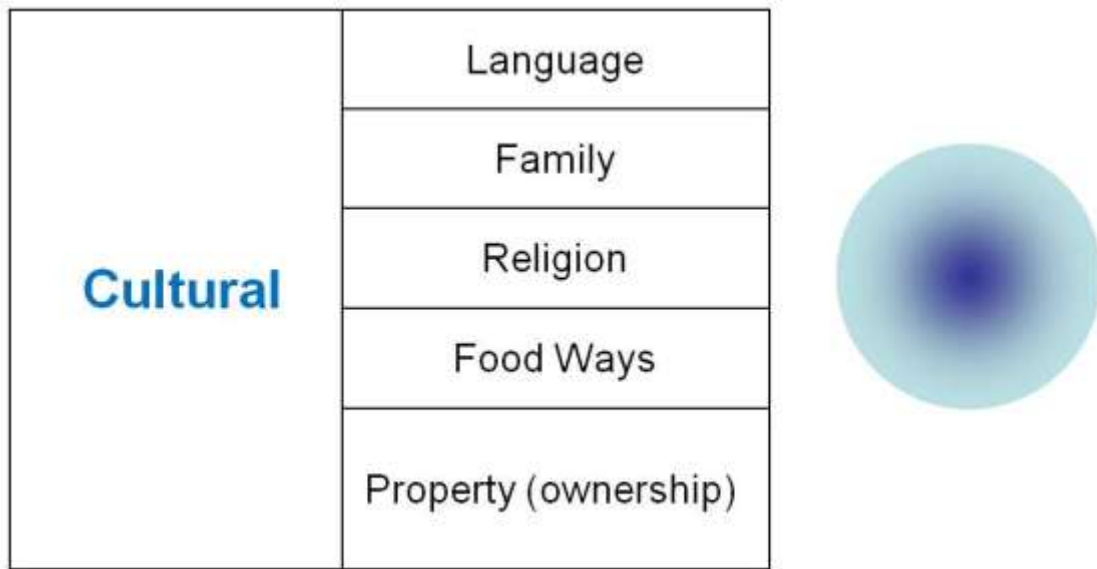 Cultural
Language
Family
Religion
Food Ways
Property (ownership)